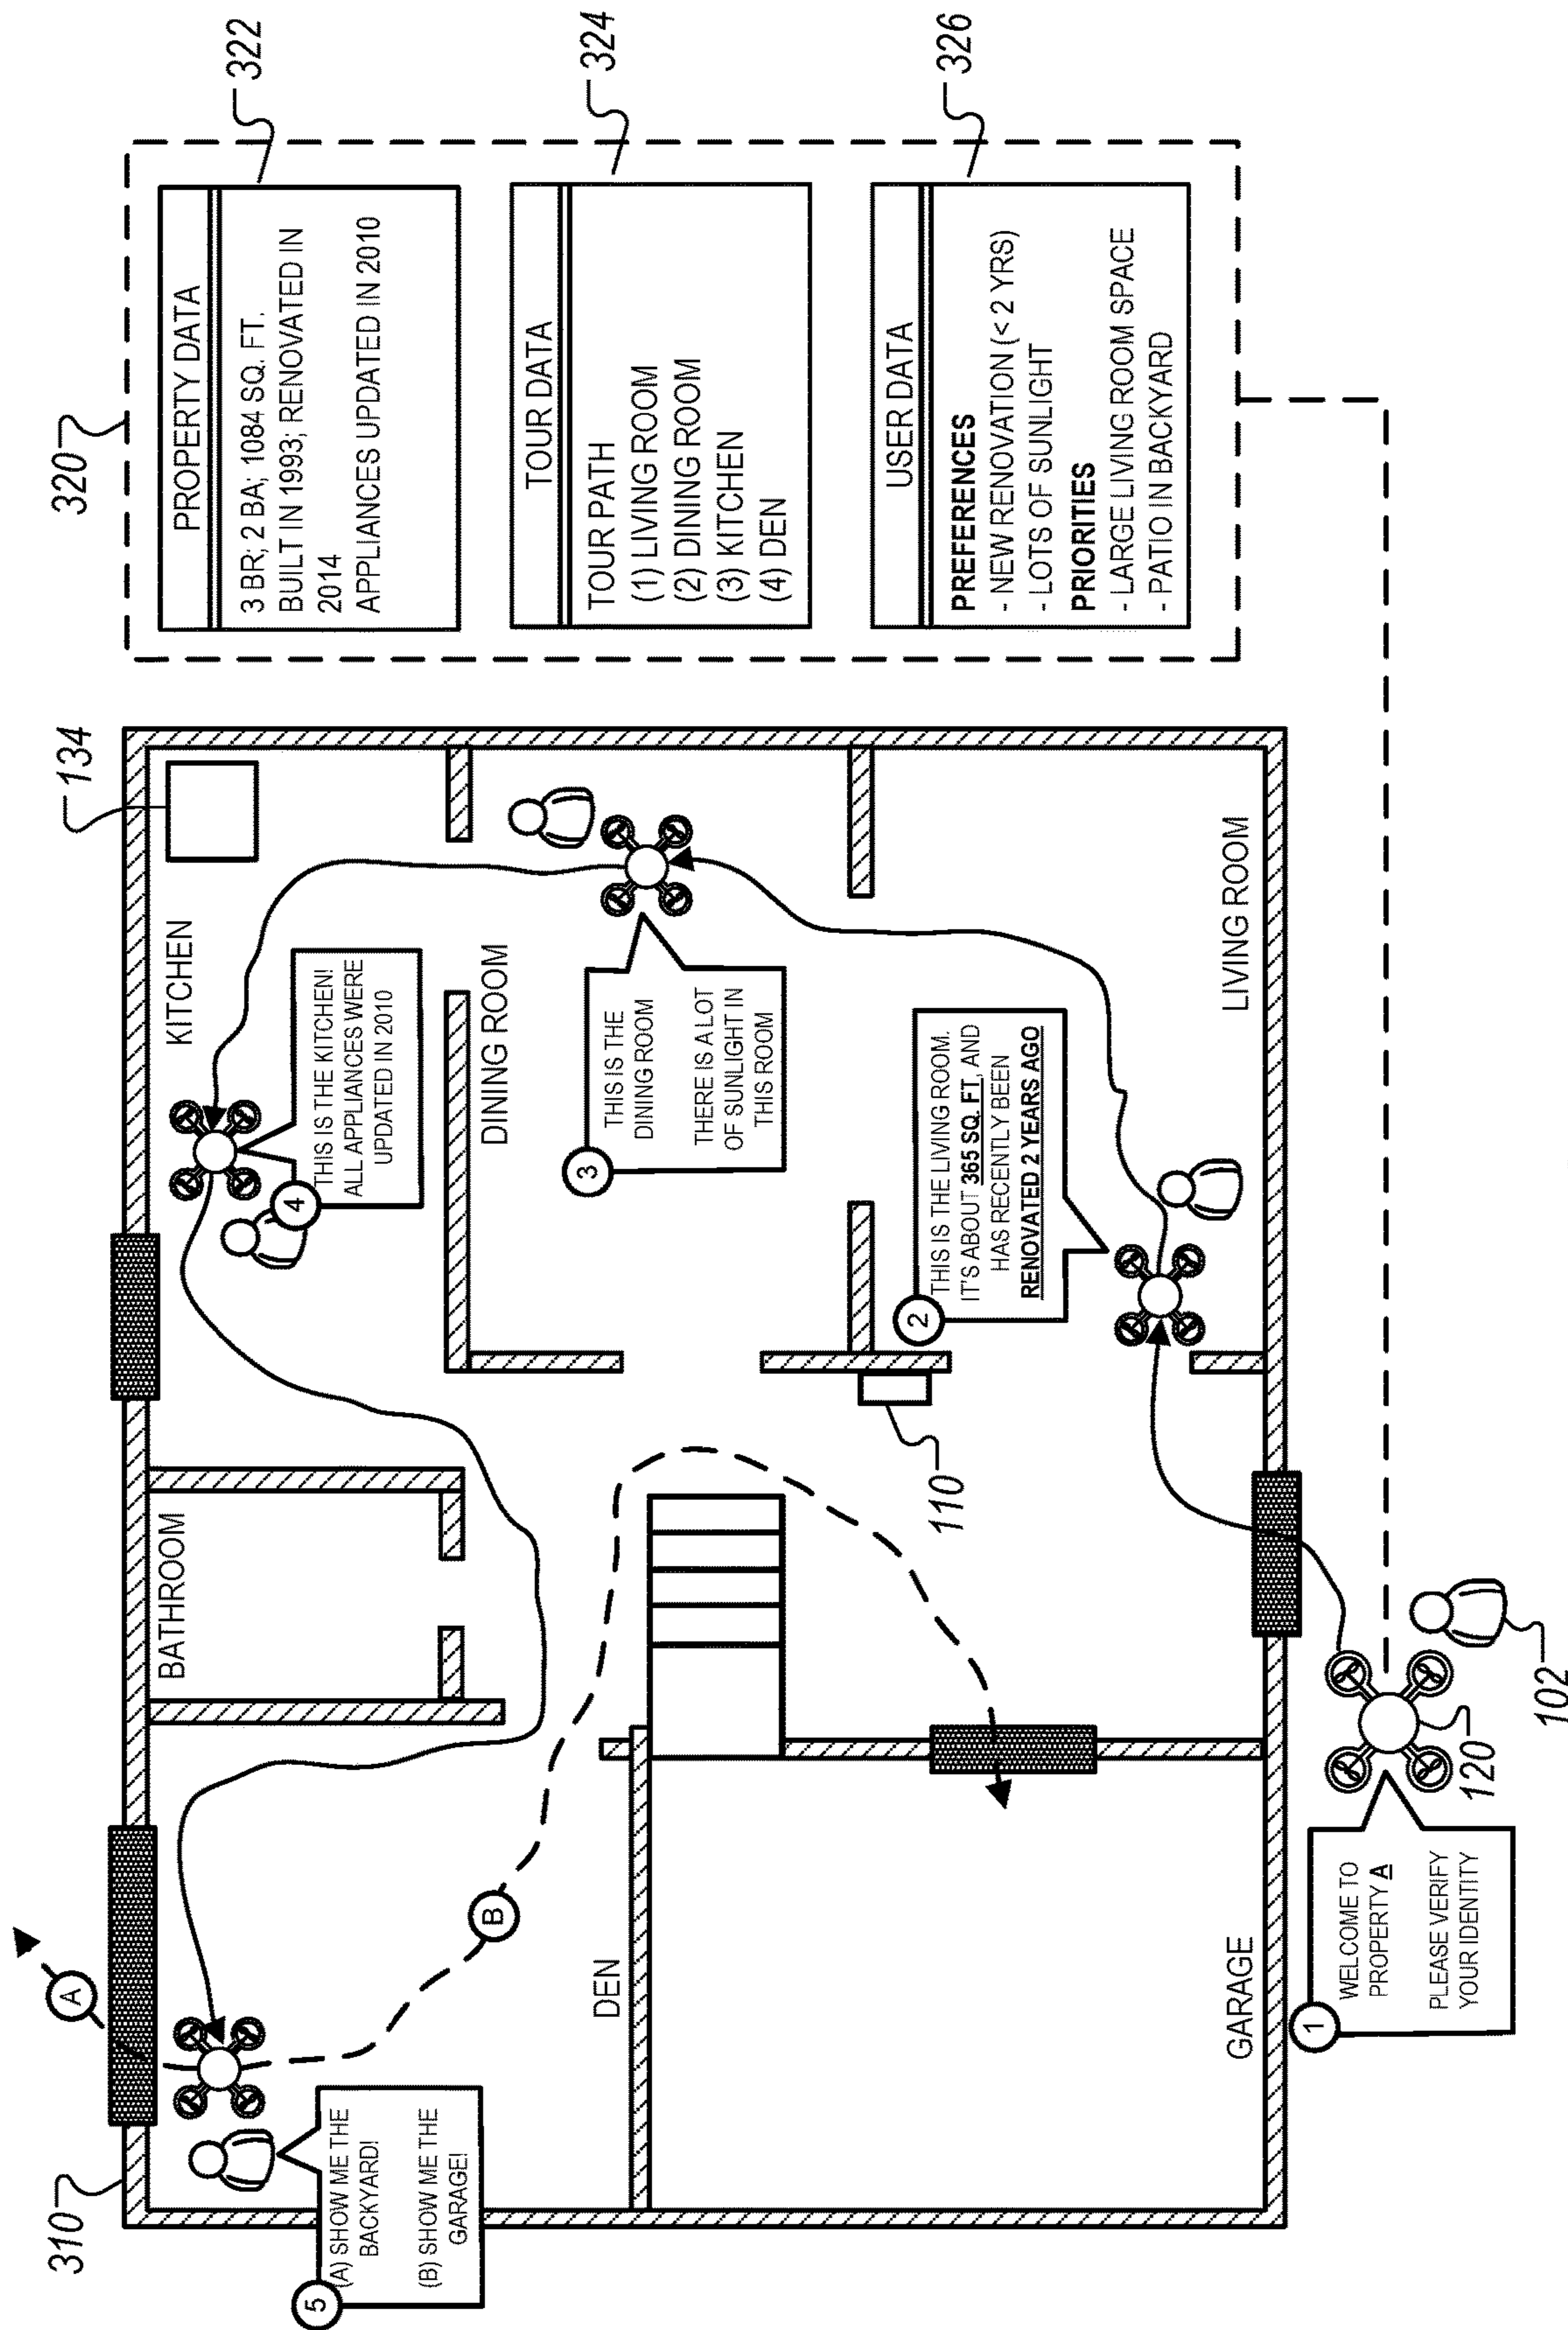 320
322
PROPERTY DATA
3 BR; 2 BA; 1084 SQ. FT.
BUILT IN 1993; RENOVATED IN
2014
APPLIANCES UPDATED IN 2010
324
TOUR DATA
TOUR PATH
(1) LIVING ROOM
(2) DINING ROOM
(3) KITCHEN
(4) DEN
326
USER DATA
PREFERENCES
- NEW RENOVATION (< 2 YRS)
- LOTS OF SUNLIGHT
PRIORITIES
- LARGE LIVING ROOM SPACE
- PATIO IN BACKYARD
310
A
5
(A) SHOW ME THE
BACKYARD!
(B) SHOW ME THE
GARAGE!
B
DEN
BATHROOM
KITCHEN
134
4
THIS IS THE KITCHEN!
ALL APPLIANCES WERE
UPDATED IN 2010
DINING ROOM
3
THIS IS THE
DINING ROOM
THERE IS A LOT
OF SUNLIGHT IN
THIS ROOM
110
2
THIS IS THE LIVING ROOM.
IT'S ABOUT 365 SQ. FT, AND
HAS RECENTLY BEEN
RENOVATED 2 YEARS AGO
LIVING ROOM
GARAGE
1
WELCOME TO
PROPERTY A
PLEASE VERIFY
YOUR IDENTITY
120
102